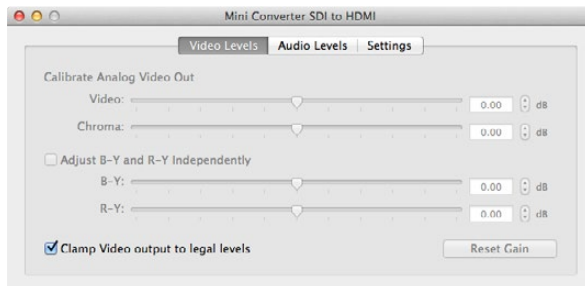 Mini Converter SDI to HDMI
Video Levels Audio Levels Settings
Calibrate Analog Video Out
Video: 0.00 dB
Chroma: 0.00 dB
Adjust B-Y and R-Y Independently
B-Y: 0.00 dB
R-Y: 0.00 dB
Clamp Video output to legal levels Reset Gain